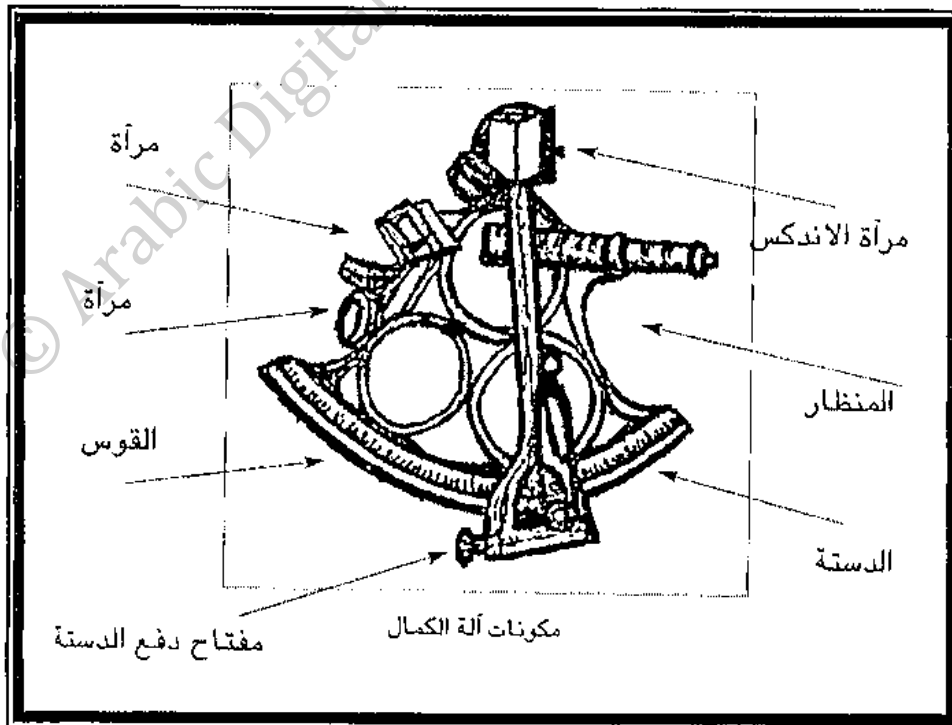 © Arabic Digital
مرآة
مرآة الاندكس
مرآة
المنظار
القوس
الدستة
مفتاح دفع الدستة
مكونات آلة الكمال